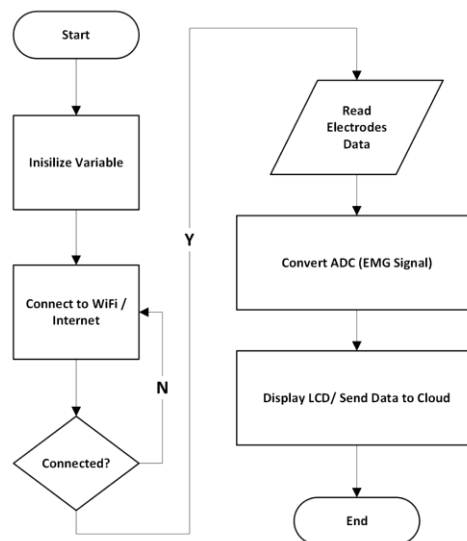 Start
Inisilize Variable
Connect to WiFi /
Internet
N
Connected?
Y
Read
Electrodes
Data
Convert ADC (EMG Signal)
Display LCD/ Send Data to Cloud
End